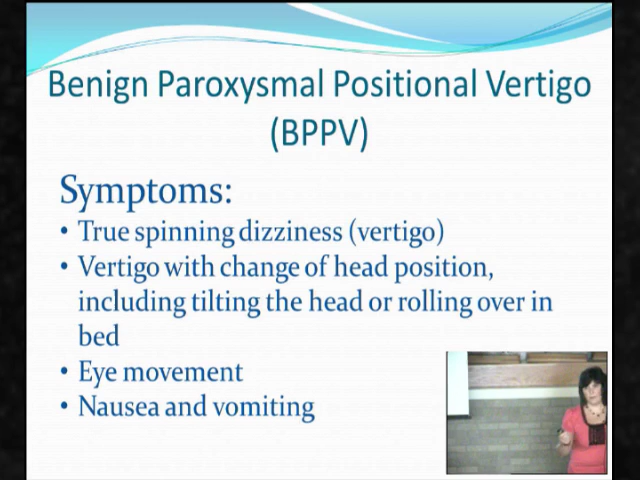 Benign Paroxysmal Positional Vertigo
(BPPV)
Symptoms:
• True spinning dizziness (vertigo)
• Vertigo with change of head position,
including tilting the head or rolling over in
bed
• Eye movement
• Nausea and vomiting